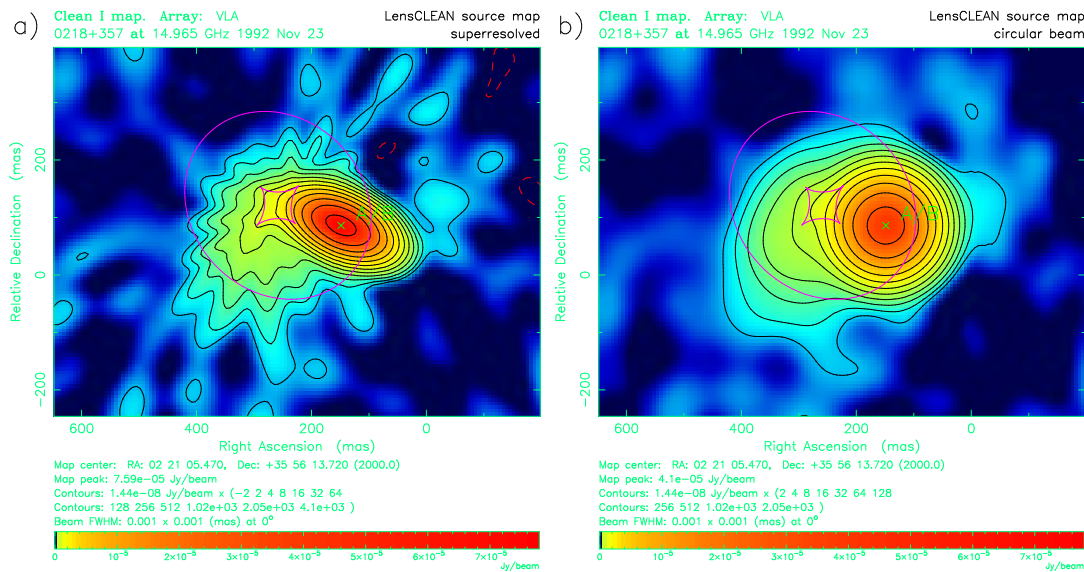 a)
Clean I map.  Array:  VLA
LensCLEAN source map
0218+357 at 14.965 GHz 1992 Nov 23
superresolved
Relative Declination  (mas)
200
0
−200
A/B
600
400
200
0
Right Ascension  (mas)
Map center:  RA: 02 21 05.470,  Dec: +35 56 13.720 (2000.0)
Map peak: 7.59e−05 Jy/beam
Contours: 1.44e−08 Jy/beam x (−2 2 4 8 16 32 64
Contours: 128 256 512 1.02e+03 2.05e+03 4.1e+03 )
Beam FWHM: 0.001 x 0.001 (mas) at 0°
0
10⁻⁵
2×10⁻⁵
3×10⁻⁵
4×10⁻⁵
5×10⁻⁵
6×10⁻⁵
7×10⁻⁵
Jy/beam
b)
Clean I map.  Array:  VLA
LensCLEAN source map
0218+357 at 14.965 GHz 1992 Nov 23
circular beam
Relative Declination  (mas)
200
0
−200
A/B
600
400
200
0
Right Ascension  (mas)
Map center:  RA: 02 21 05.470,  Dec: +35 56 13.720 (2000.0)
Map peak: 4.1e−05 Jy/beam
Contours: 1.44e−08 Jy/beam x (2 4 8 16 32 64 128
Contours: 256 512 1.02e+03 2.05e+03 )
Beam FWHM: 0.001 x 0.001 (mas) at 0°
0
10⁻⁵
2×10⁻⁵
3×10⁻⁵
4×10⁻⁵
5×10⁻⁵
6×10⁻⁵
7×10⁻⁵
Jy/beam